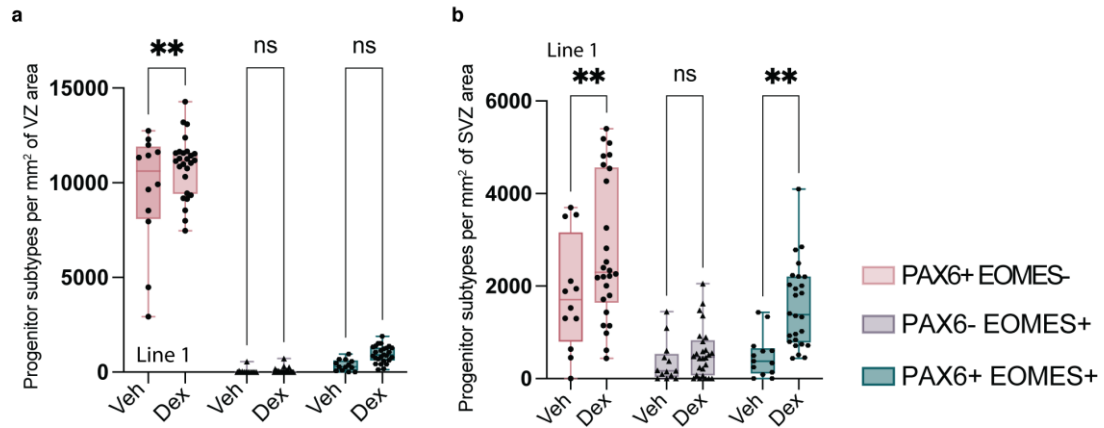 a
Progenitor subtypes per mm² of VZ area
15000
10000
5000
0
** ns ns
Line 1
Veh Dex Veh Dex Veh Dex
b
Progenitor subtypes per mm² of SVZ area
6000
4000
2000
0
Line 1
** ns **
Veh Dex Veh Dex Veh Dex
PAX6+ EOMES-
PAX6- EOMES+
PAX6+ EOMES+